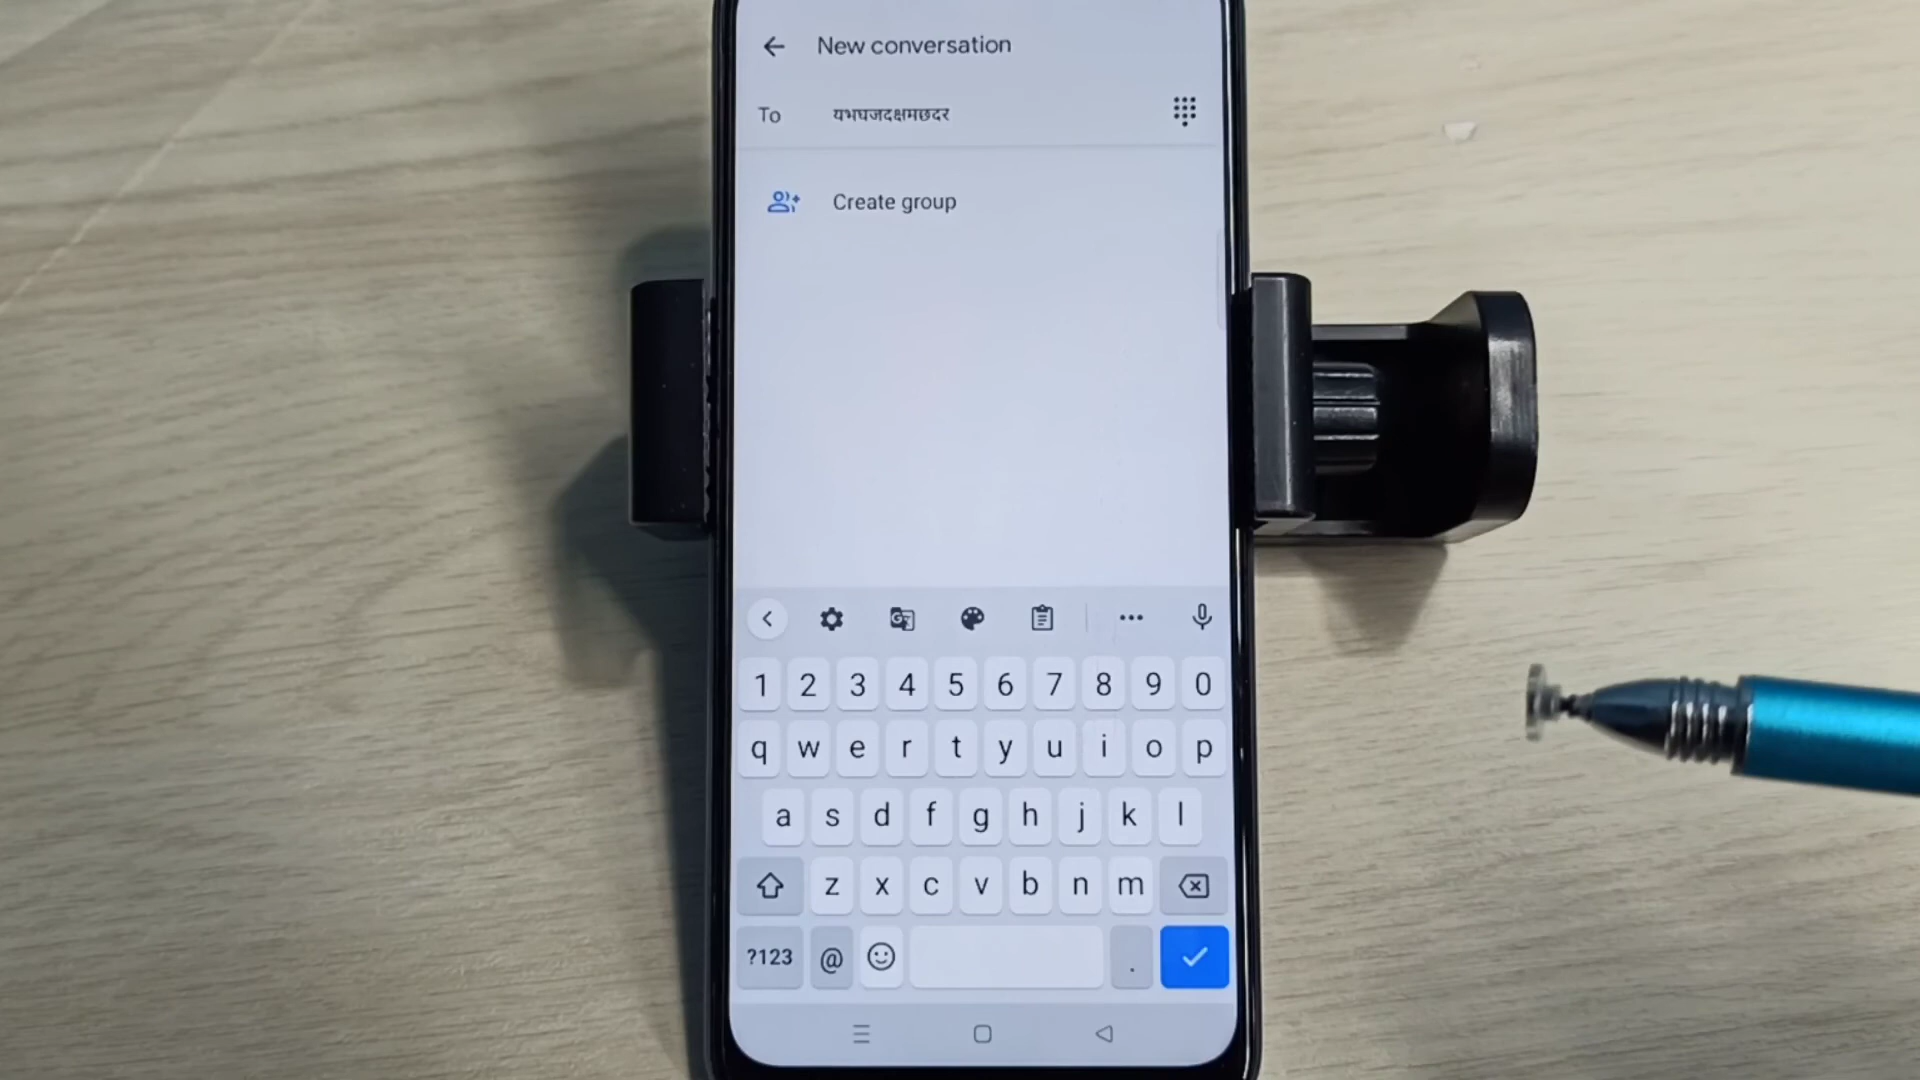 New conversation
To यभघजदक्षमछदर
Create group
1 2 3 4 5 6 7 8 9 0
q w e r t y u i o p
a s d f g h j k l
z x c v b n m
?123 @ .